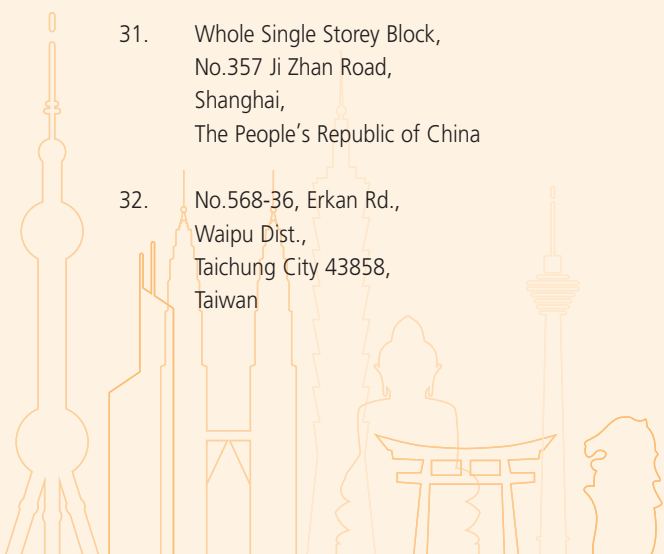 31. Whole Single Storey Block,
No.357 Ji Zhan Road,
Shanghai,
The People’s Republic of China
32. No.568-36, Erkan Rd.,
Waipu Dist.,
Taichung City 43858,
Taiwan